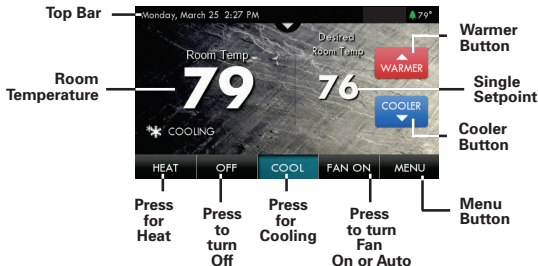 Top Bar
Monday, March 25 2:27 PM
79°
Warmer
Button
Room Temp
Desired
Room Temp
WARMER
Room
Temperature
79
76
Single
Setpoint
COOLER
COOLING
Cooler
Button
HEAT OFF COOL FAN ON MENU
Press
for
Heat
Press
to
turn
Off
Press
for
Cooling
Press
to turn
Fan
On or Auto
Menu
Button